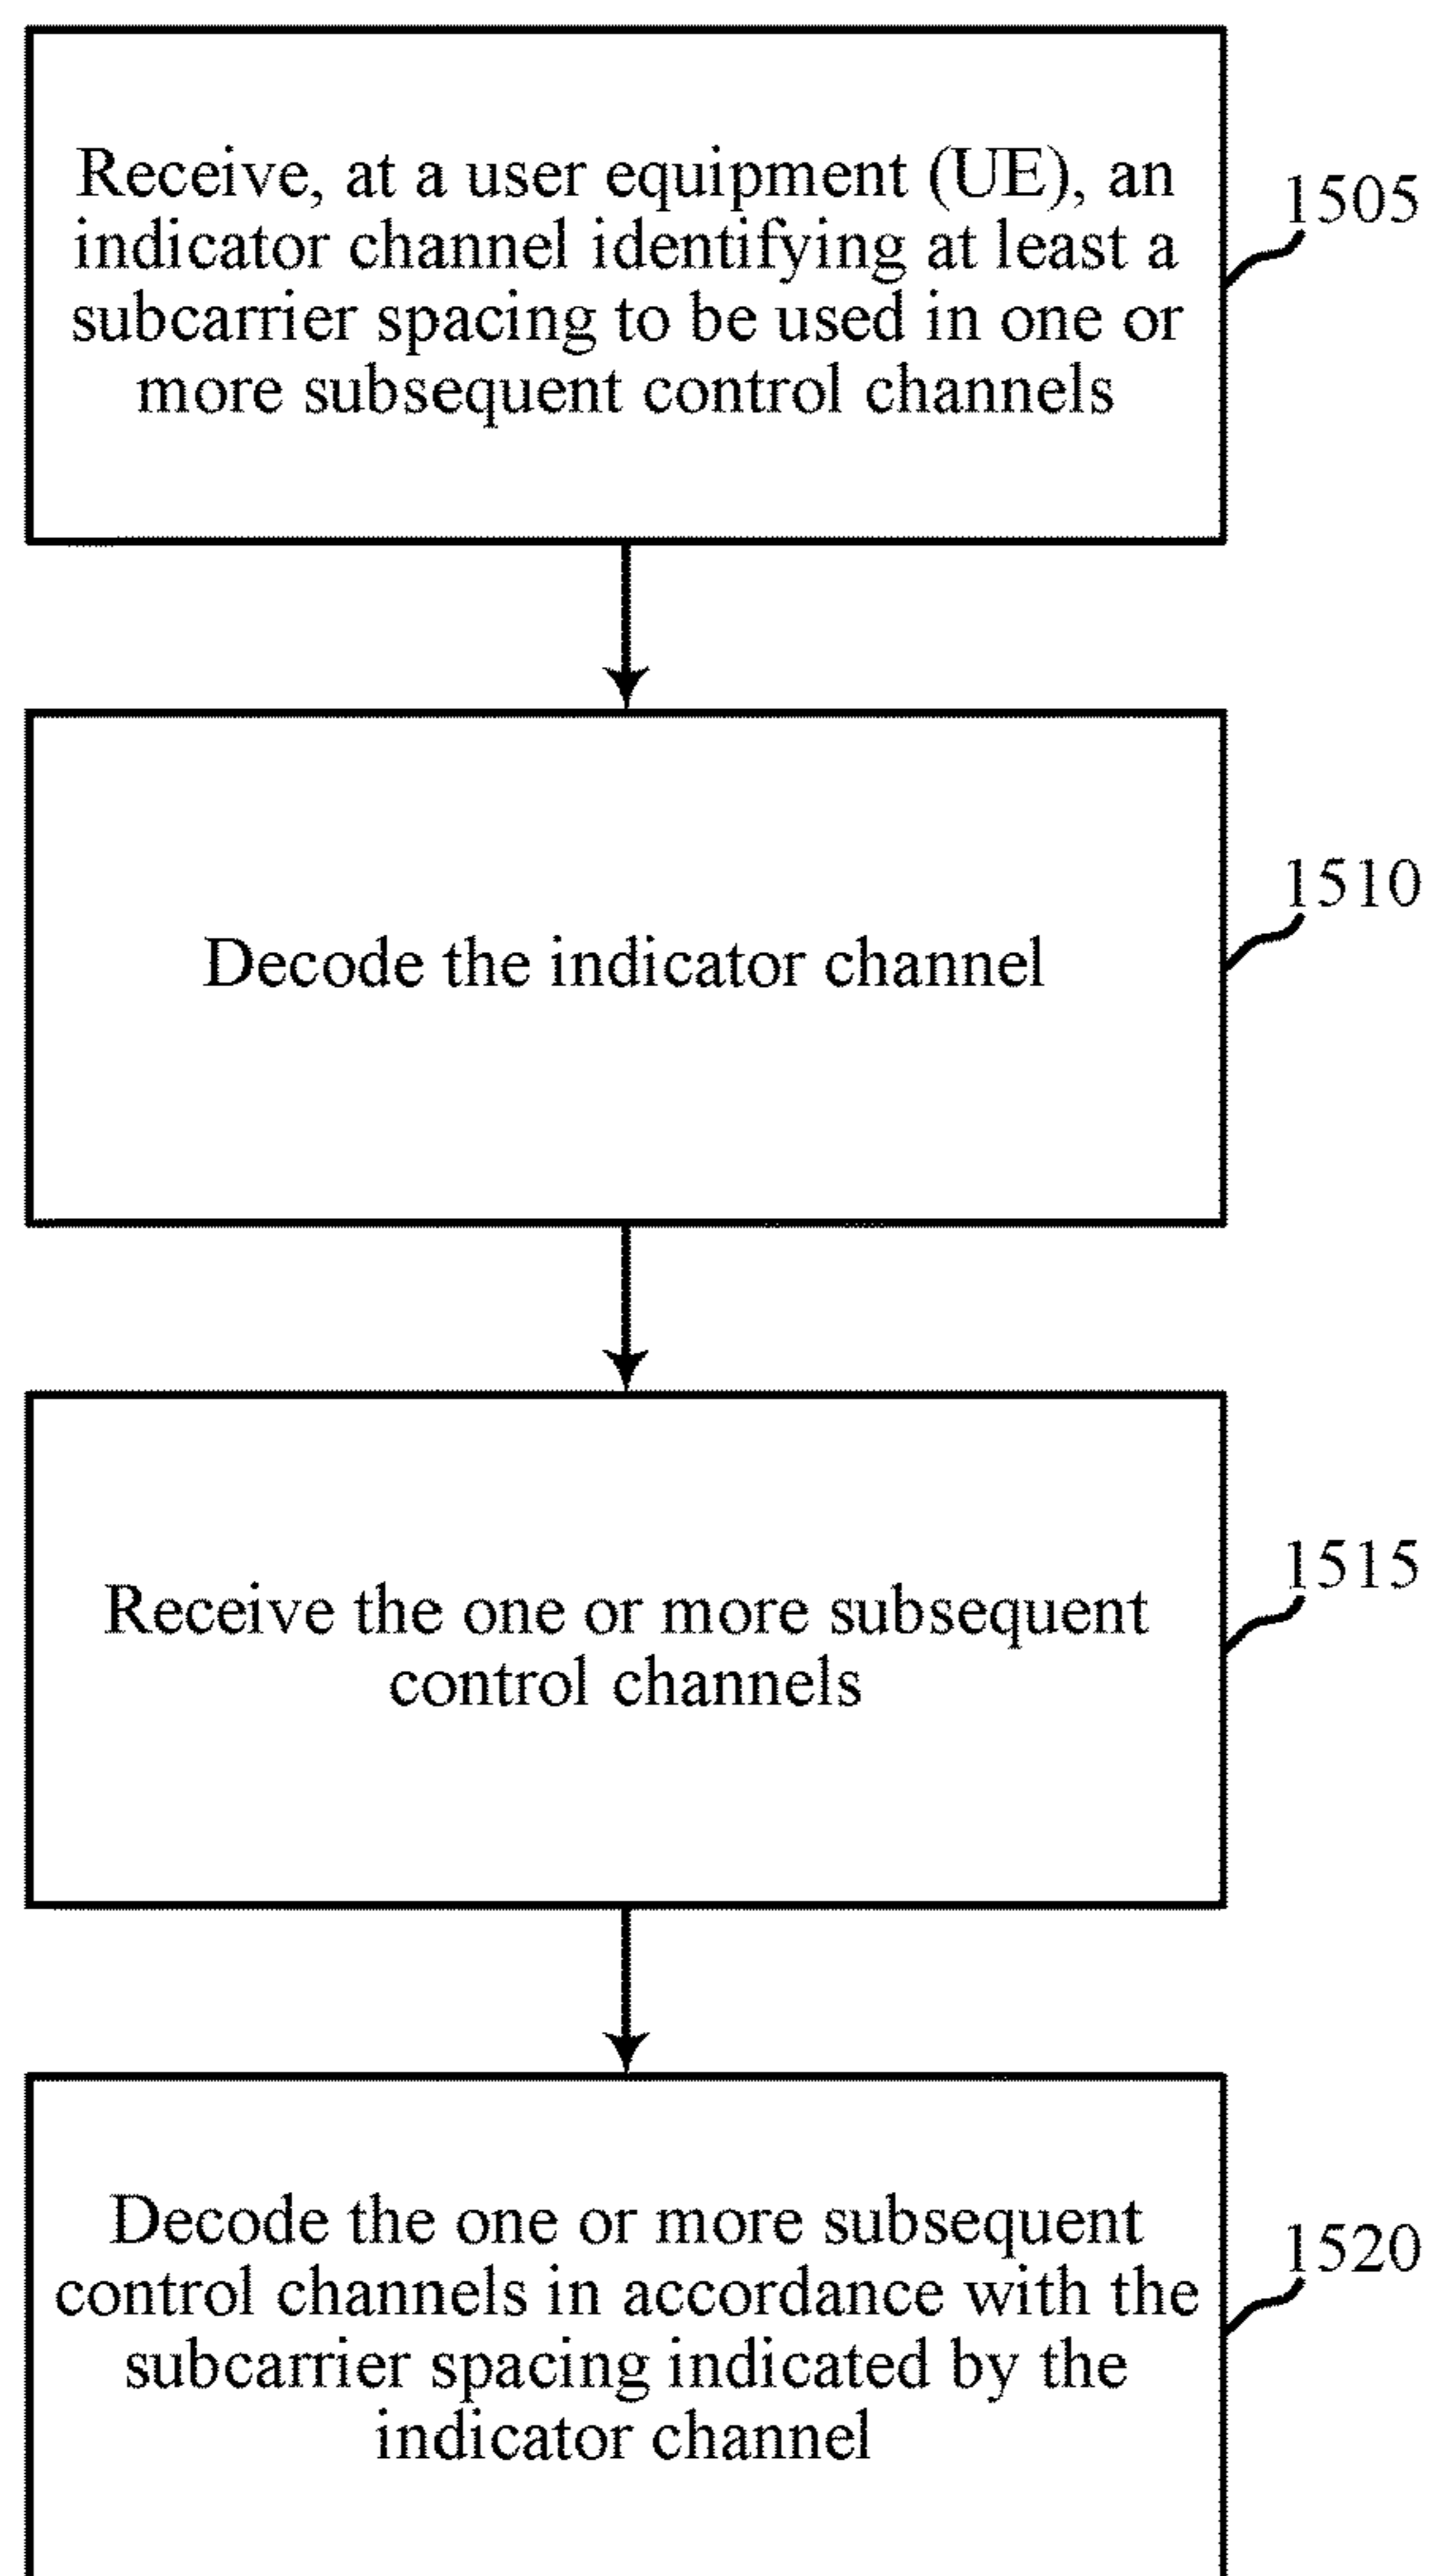 Receive, at a user equipment (UE), an
indicator channel identifying at least a
subcarrier spacing to be used in one or
more subsequent control channels
1505
Decode the indicator channel
1510
Receive the one or more subsequent
control channels
1515
Decode the one or more subsequent
control channels in accordance with the
subcarrier spacing indicated by the
indicator channel
1520